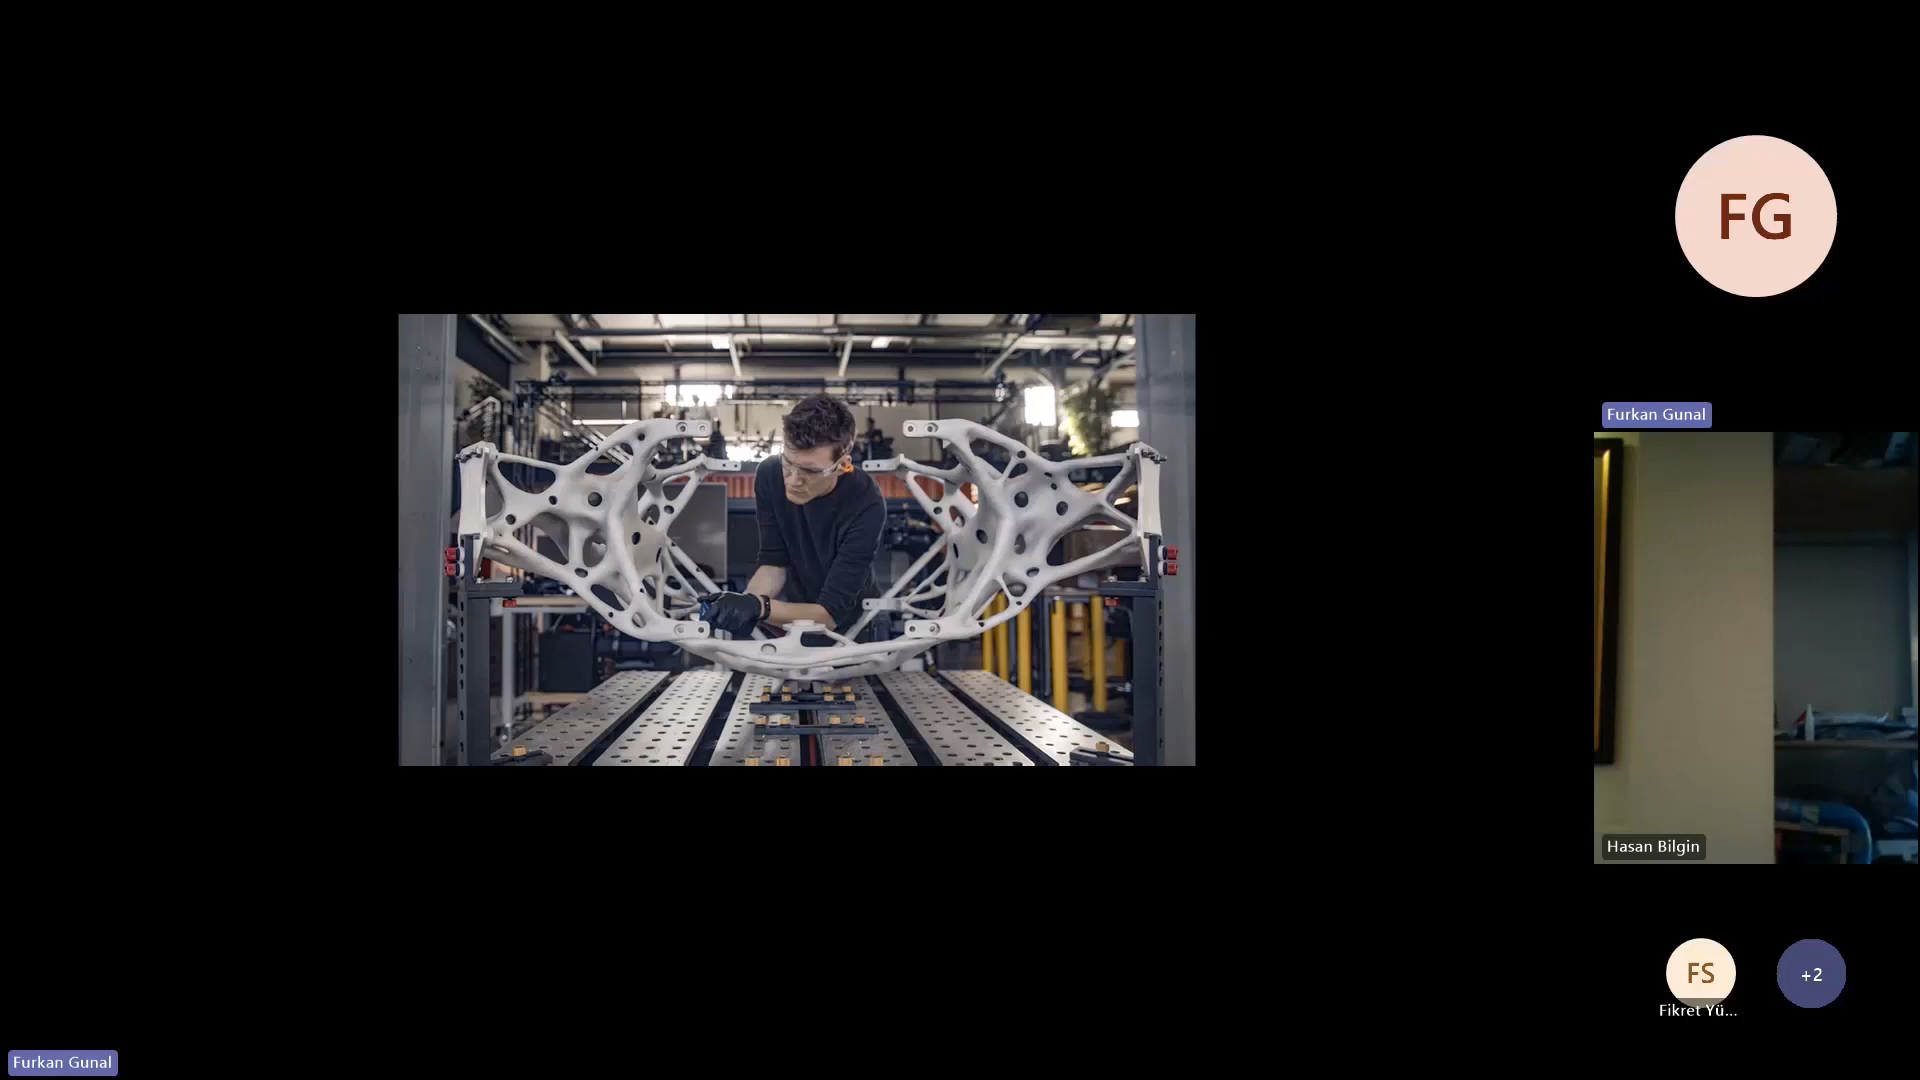 FG
Furkan Gunal
Hasan Bilgin
FS
+2
Fikret Yü...
Furkan Gunal